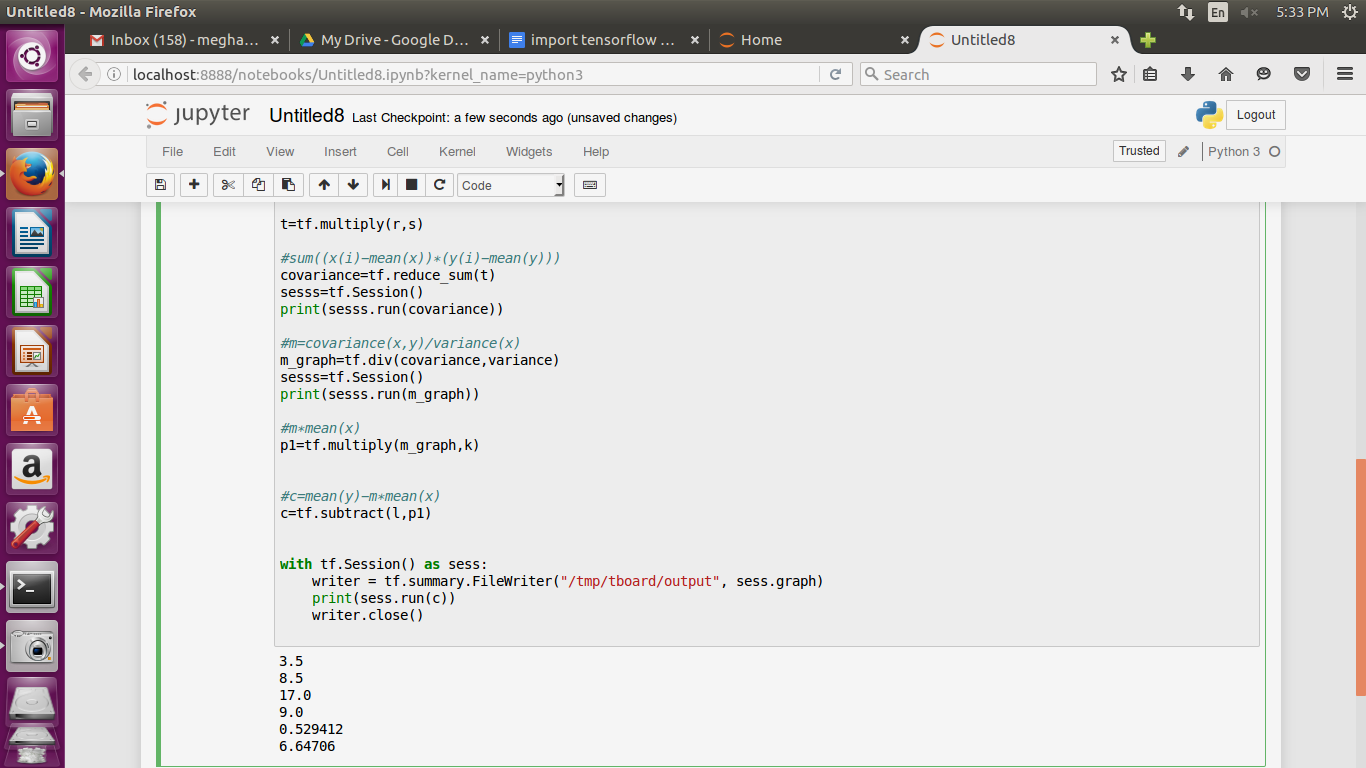 Untitled8 - Mozilla Firefox
En
5:33 PM
Inbox (158) - megha...
My Drive - Google D...
import tensorflow ...
Home
Untitled8
localhost:8888/notebooks/Untitled8.ipynb?kernel_name=python3
Search
jupyter
Untitled8 Last Checkpoint: a few seconds ago (unsaved changes)
Logout
File Edit View Insert Cell Kernel Widgets Help
Trusted
Python 3
Code
t=tf.multiply(r,s)
#sum((x(i)-mean(x))*(y(i)-mean(y)))
covariance=tf.reduce_sum(t)
sesss=tf.Session()
print(sesss.run(covariance))
#m=covariance(x,y)/variance(x)
m_graph=tf.div(covariance,variance)
sesss=tf.Session()
print(sesss.run(m_graph))
#m*mean(x)
p1=tf.multiply(m_graph,k)
#c=mean(y)-m*mean(x)
c=tf.subtract(l,p1)
with tf.Session() as sess:
    writer = tf.summary.FileWriter("/tmp/tboard/output", sess.graph)
    print(sess.run(c))
    writer.close()
3.5
8.5
17.0
9.0
0.529412
6.64706